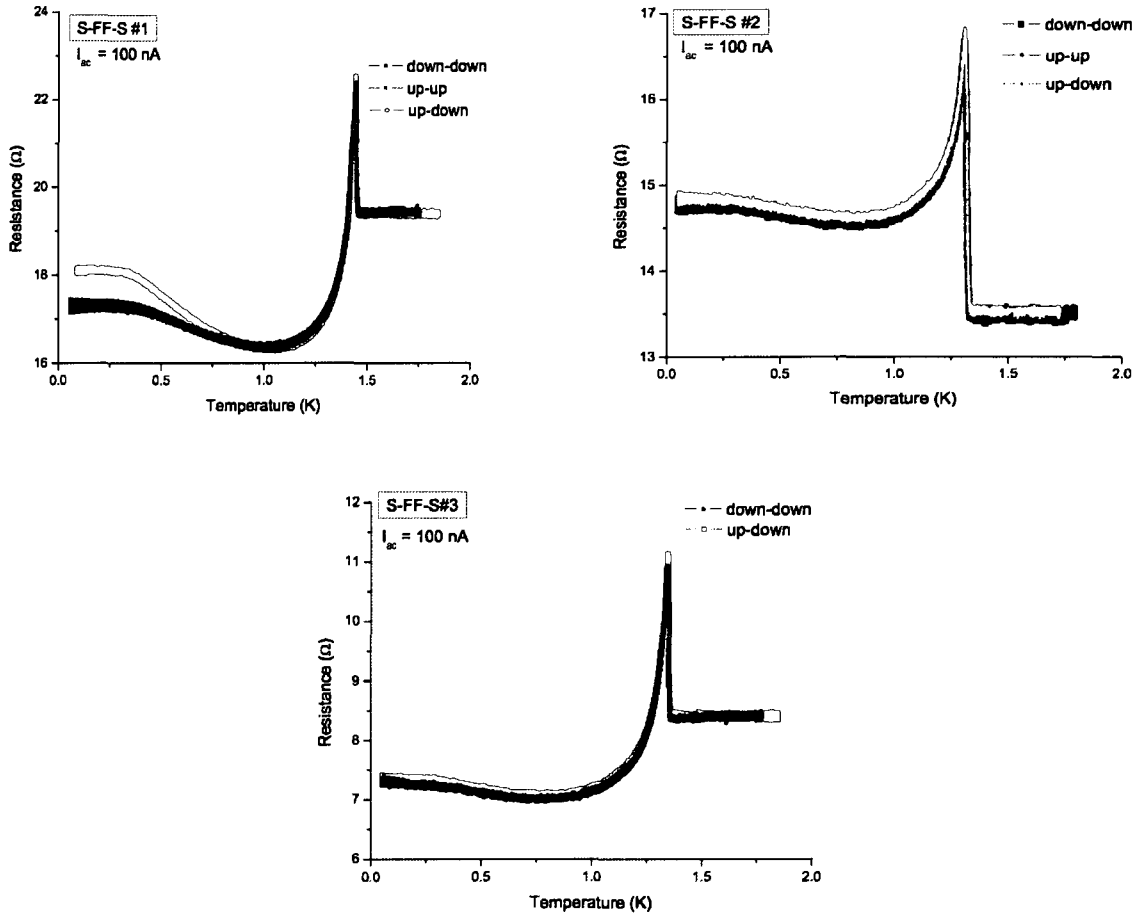 S-FF-S #1
I_ac = 100 nA
down-down
up-up
up-down
24
22
20
18
16
0.0 0.5 1.0 1.5 2.0
Resistance (Ω)
Temperature (K)
S-FF-S #2
I_ac = 100 nA
down-down
up-up
up-down
17
16
15
14
13
0.0 0.5 1.0 1.5 2.0
Resistance (Ω)
Temperature (K)
S-FF-S#3
I_ac = 100 nA
down-down
up-down
12
11
10
9
8
7
6
0.0 0.5 1.0 1.5 2.0
Resistance (Ω)
Temperature (K)